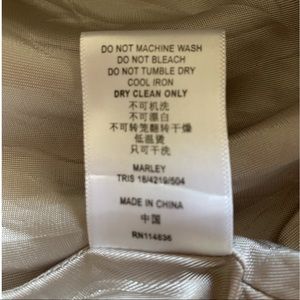 DO NOT MACHINE WASH
DO NOT BLEACH
DO NOT TUMBLE DRY
COOL IRON
DRY CLEAN ONLY
不可机洗
不可漂白
不可转笼翻转干燥
低温烫
只可干洗
MARLEY
TRIS 18/4219/504
MADE IN CHINA
中国
RN114636